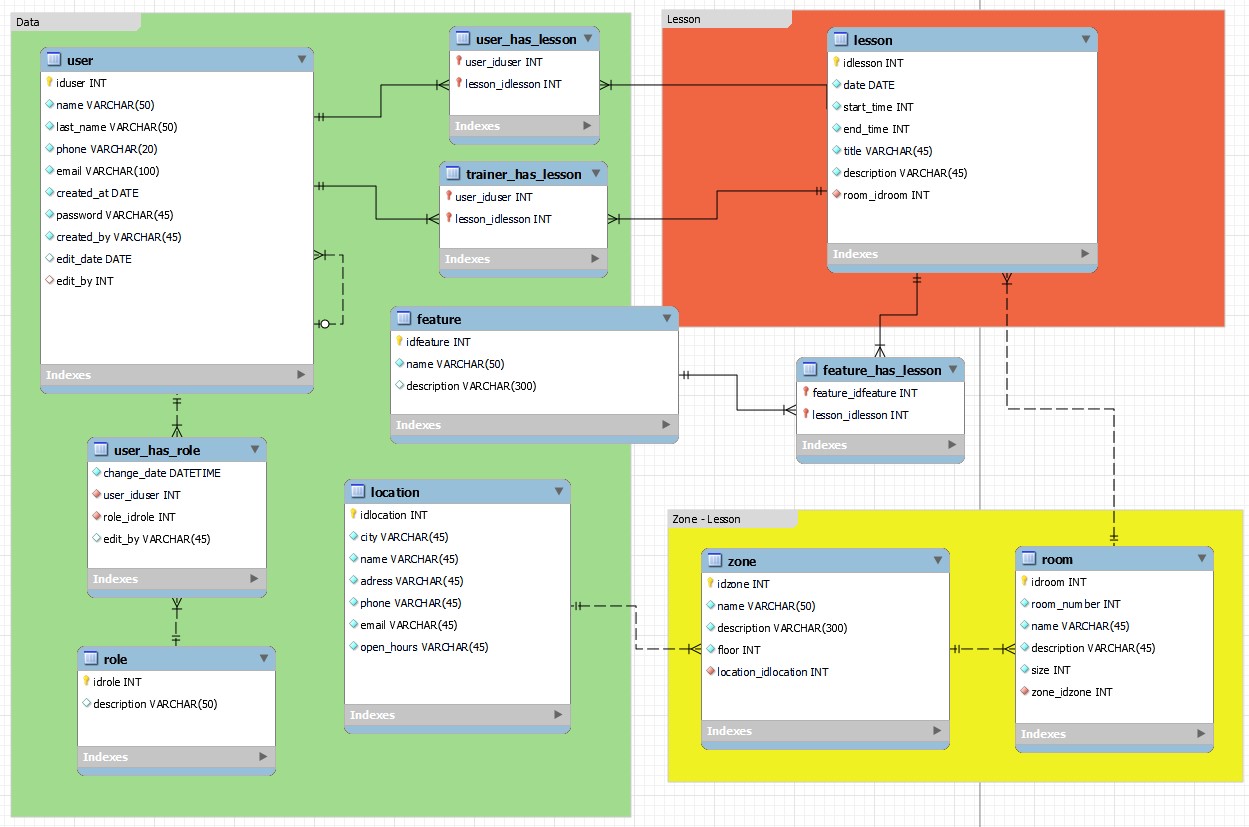 Data
user
iduser INT
name VARCHAR(50)
last_name VARCHAR(50)
phone VARCHAR(20)
email VARCHAR(100)
created_at DATE
password VARCHAR(45)
created_by VARCHAR(45)
edit_date DATE
edit_by INT
Indexes
user_has_lesson
user_iduser INT
lesson_idlesson INT
Indexes
trainer_has_lesson
user_iduser INT
lesson_idlesson INT
Indexes
Lesson
lesson
idlesson INT
date DATE
start_time INT
end_time INT
title VARCHAR(45)
description VARCHAR(45)
room_idroom INT
Indexes
feature
idfeature INT
name VARCHAR(50)
description VARCHAR(300)
Indexes
feature_has_lesson
feature_idfeature INT
lesson_idlesson INT
Indexes
user_has_role
change_date DATETIME
user_iduser INT
role_idrole INT
edit_by VARCHAR(45)
Indexes
role
idrole INT
description VARCHAR(50)
Indexes
location
idlocation INT
city VARCHAR(45)
name VARCHAR(45)
adress VARCHAR(45)
phone VARCHAR(45)
email VARCHAR(45)
open_hours VARCHAR(45)
Indexes
Zone - Lesson
zone
idzone INT
name VARCHAR(50)
description VARCHAR(300)
floor INT
location_idlocation INT
Indexes
room
idroom INT
room_number INT
name VARCHAR(45)
description VARCHAR(45)
size INT
zone_idzone INT
Indexes